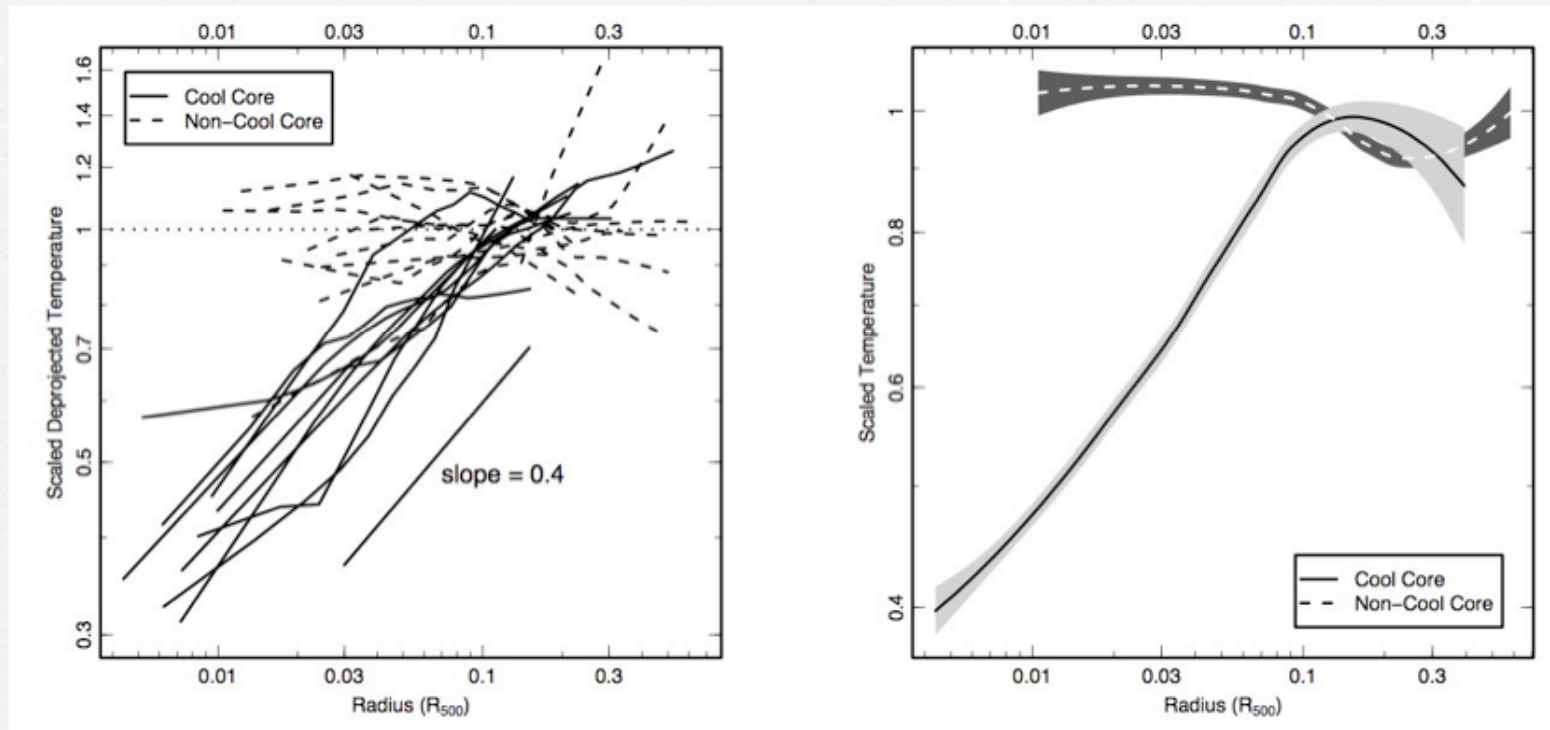 0.01 0.03 0.1 0.3
1.6
1.4
1.2
1
0.7
0.5
0.3
Scaled Deprojected Temperature
Cool Core
Non-Cool Core
slope = 0.4
0.01 0.03 0.1 0.3
Radius (R500)
0.01 0.03 0.1 0.3
1
0.8
0.6
0.4
Scaled Temperature
Cool Core
Non-Cool Core
0.01 0.03 0.1 0.3
Radius (R500)